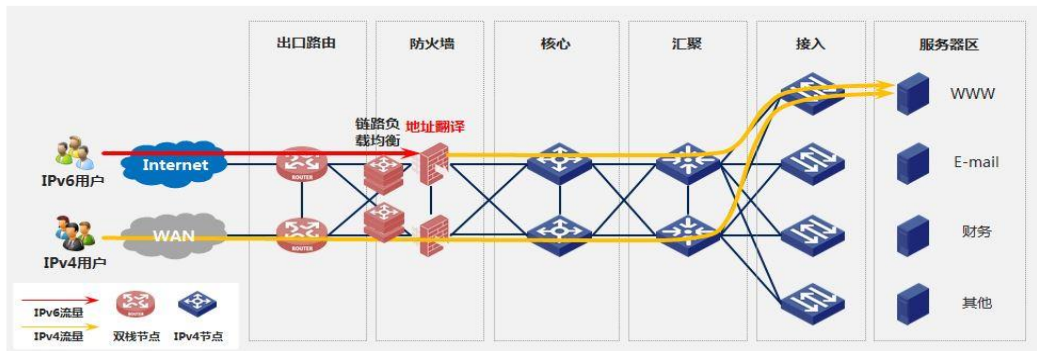 出口路由
防火墙
核心
汇聚
接入
服务器区
WWW
链路负
载均衡
地址翻译
Internet
ROUTER
E-mail
IPv6用户
WAN
ROUTER
财务
IPv4用户
IPv6流量
IPv4流量
ROUTER
双栈节点
IPv4节点
其他